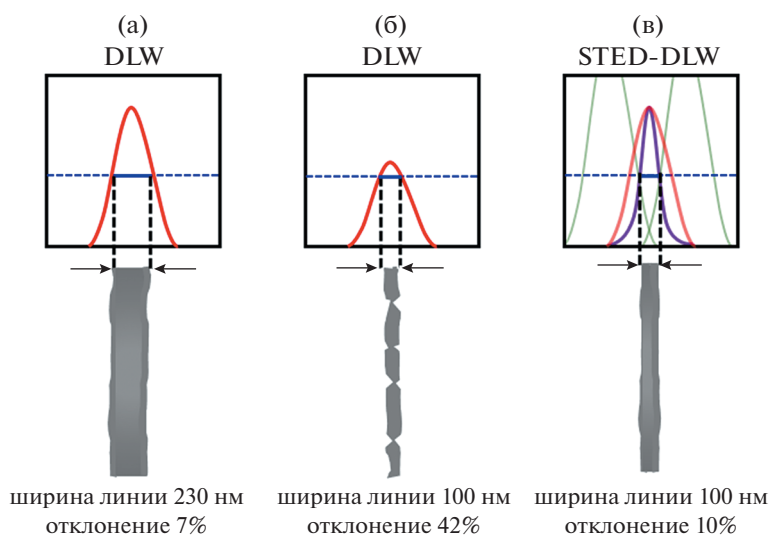 (а)
DLW
(б)
DLW
(в)
STED-DLW
ширина линии 230 нм
отклонение 7%
ширина линии 100 нм
отклонение 42%
ширина линии 100 нм
отклонение 10%